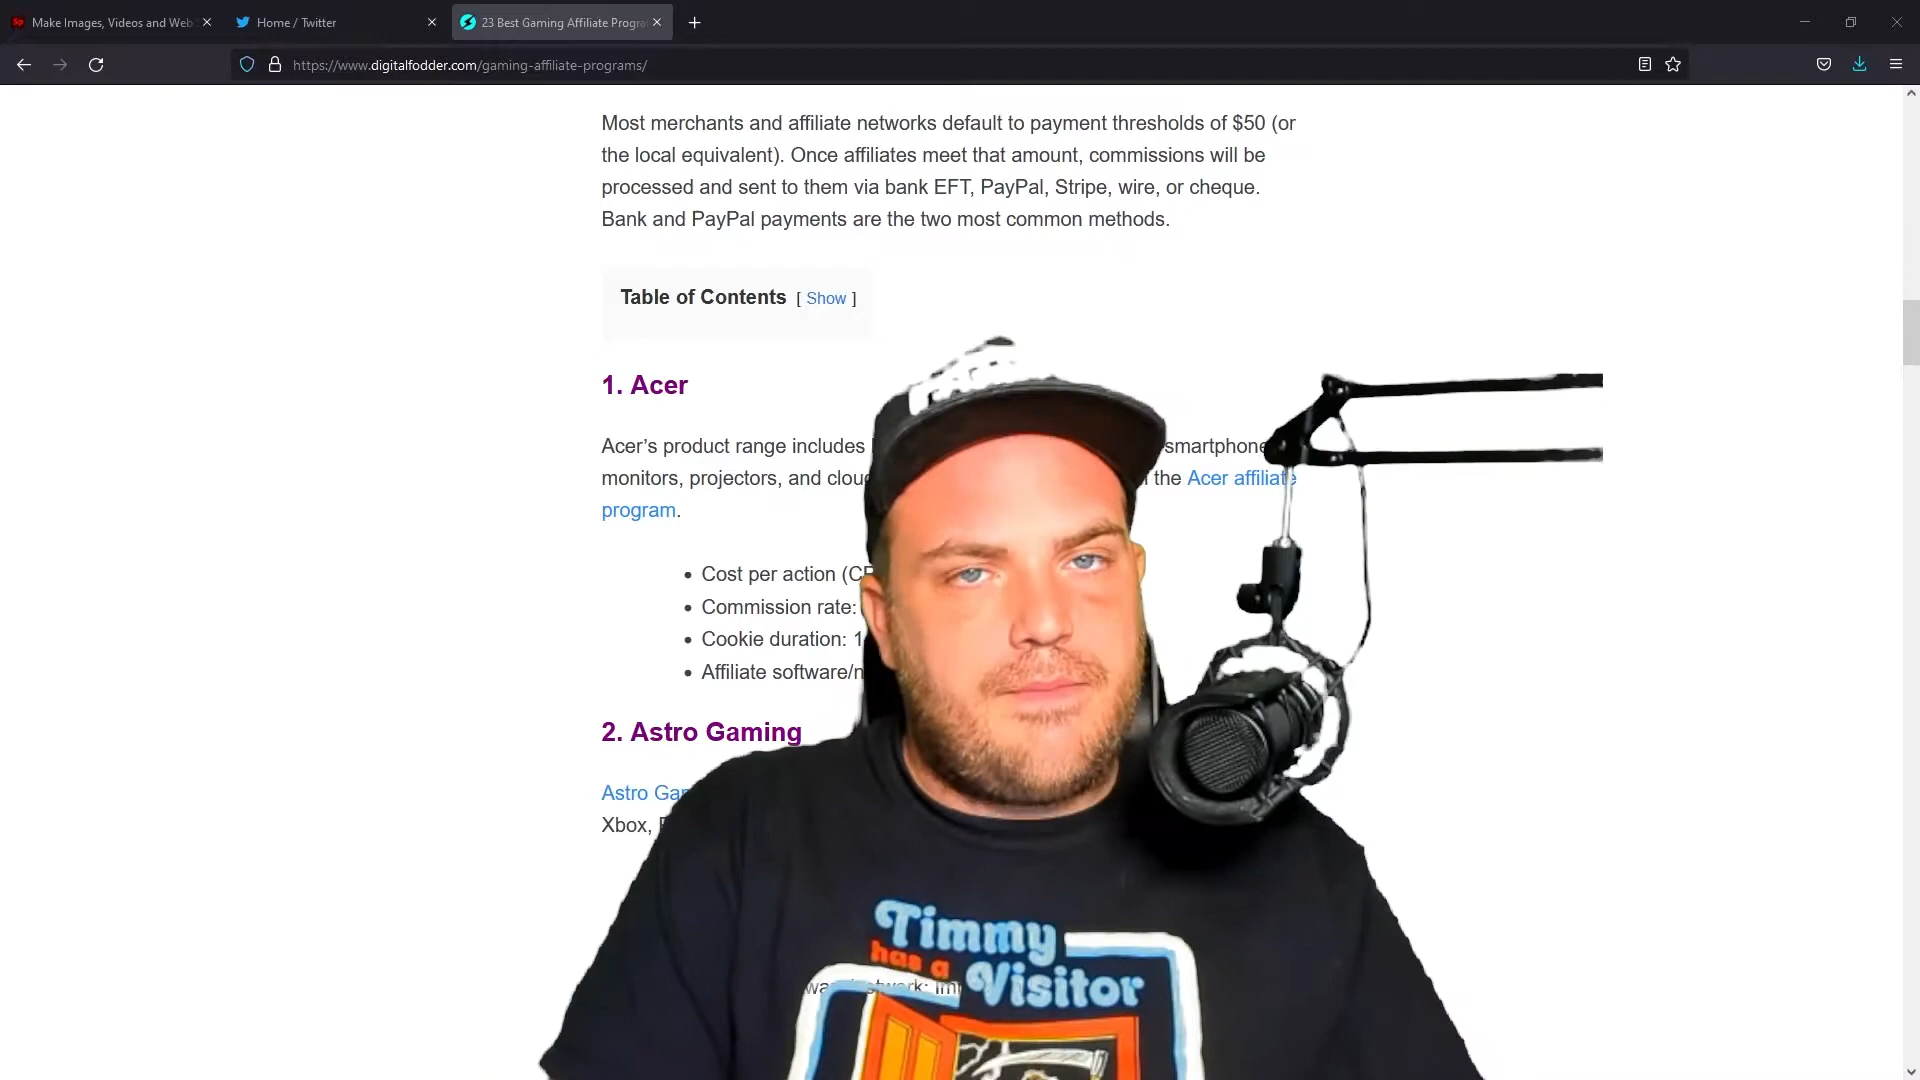 Make Images, Videos and Web
Home / Twitter
23 Best Gaming Affiliate Progra
https://www.digitalfodder.com/gaming-affiliate-programs/
Most merchants and affiliate networks default to payment thresholds of $50 (or
the local equivalent). Once affiliates meet that amount, commissions will be
processed and sent to them via bank EFT, PayPal, Stripe, wire, or cheque.
Bank and PayPal payments are the two most common methods.
Table of Contents [ Show ]
1. Acer
Acer’s product range includes smartphone
monitors, projectors, and clou the Acer affiliate
program.
• Cost per action (CP
• Commission rate:
• Cookie duration: 1
• Affiliate software/n
2. Astro Gaming
Astro Gam
Xbox,
Timmy
has a
Visitor